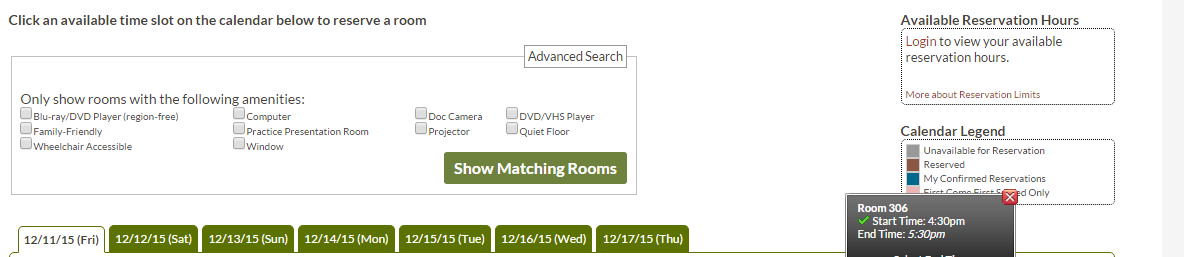 Click an available time slot on the calendar below to reserve a room
Advanced Search
Only show rooms with the following amenities:
Blu-ray/DVD Player (region-free)
Computer
Doc Camera
DVD/VHS Player
Family-Friendly
Practice Presentation Room
Projector
Quiet Floor
Wheelchair Accessible
Window
Show Matching Rooms
12/11/15 (Fri)
12/12/15 (Sat)
12/13/15 (Sun)
12/14/15 (Mon)
12/15/15 (Tue)
12/16/15 (Wed)
12/17/15 (Thu)
Available Reservation Hours
Login to view your available
reservation hours.
More about Reservation Limits
Calendar Legend
Unavailable for Reservation
Reserved
My Confirmed Reservations
First Come First Only
Room 306
Start Time: 4:30pm
End Time: 5:30pm